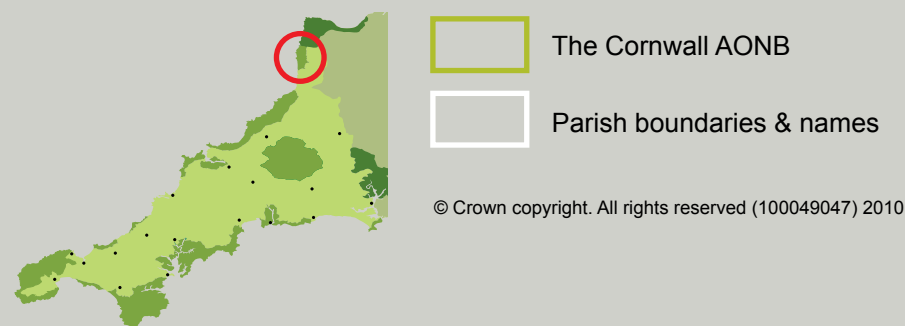 The Cornwall AONB
Parish boundaries & names
© Crown copyright. All rights reserved (100049047) 2010